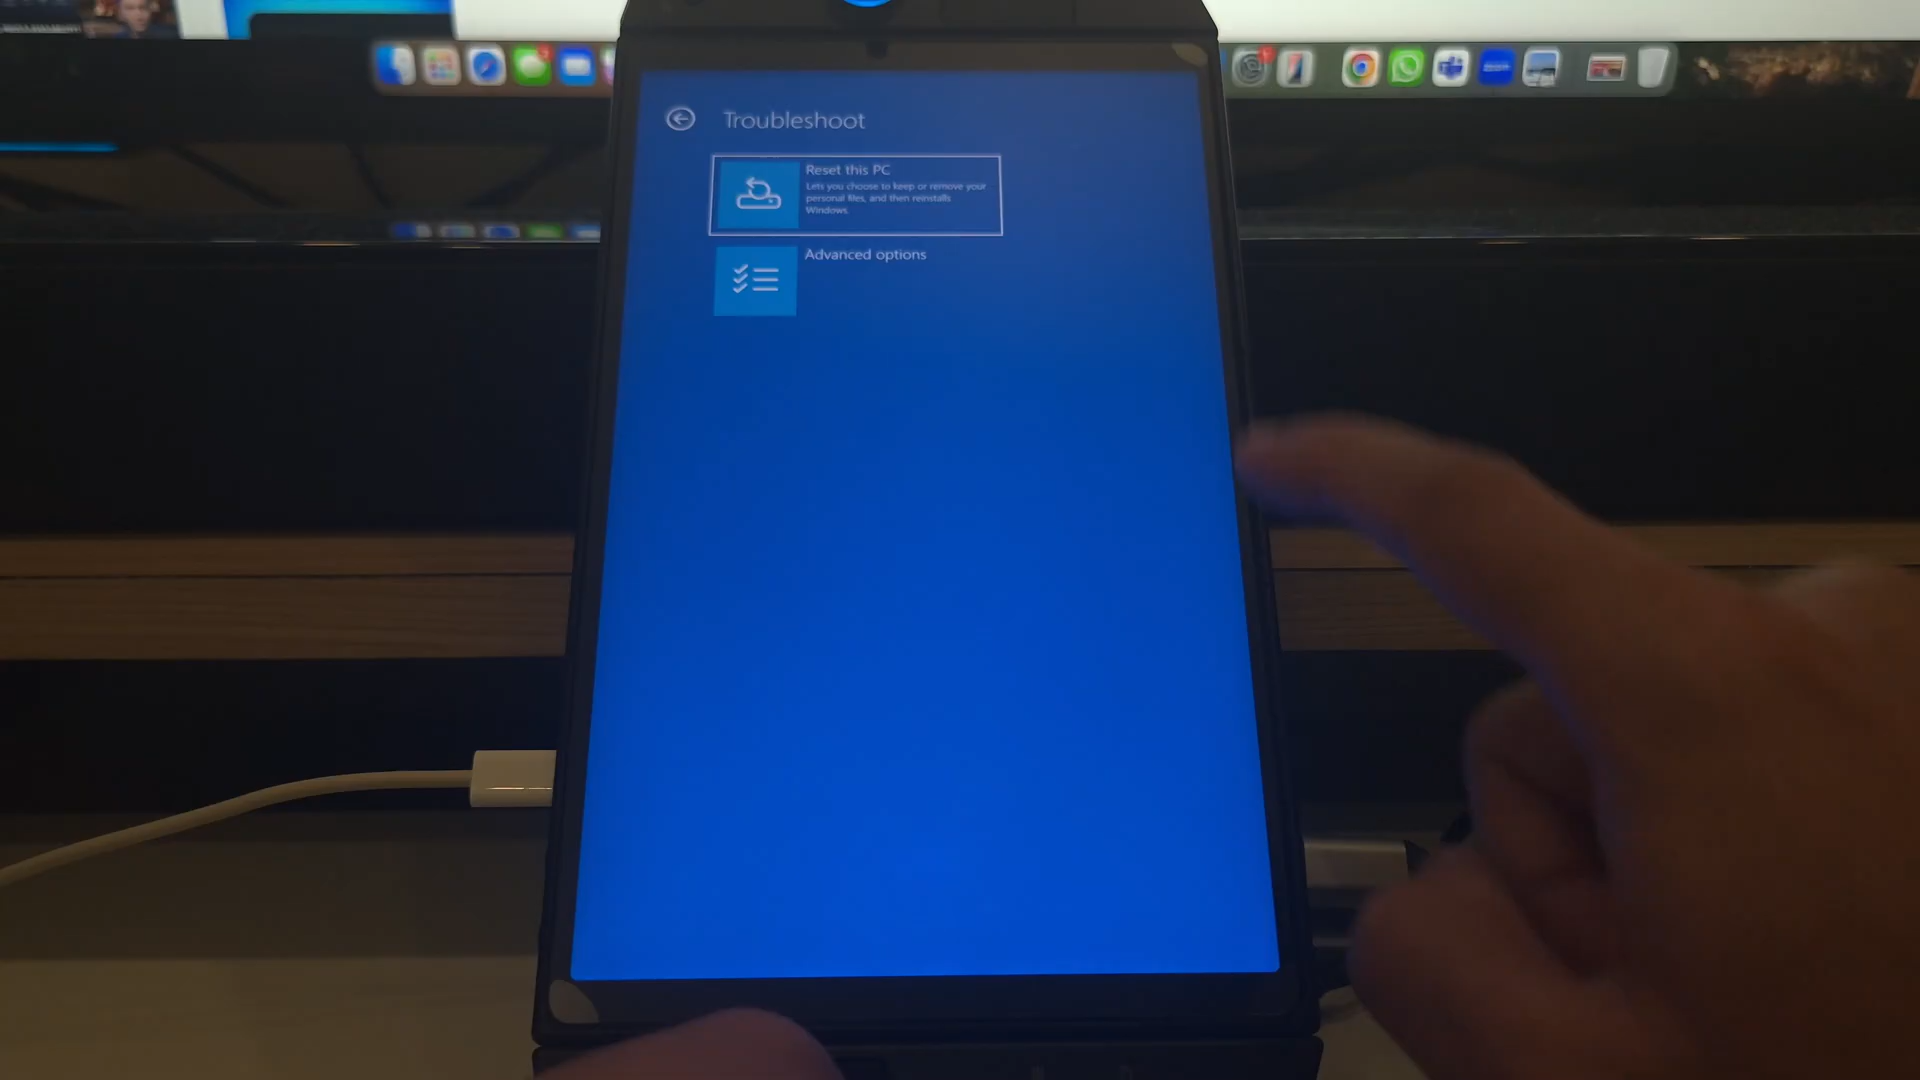 Troubleshoot
Reset this PC
Lets you choose to keep or remove your
personal files, and then reinstalls
Windows.
Advanced options